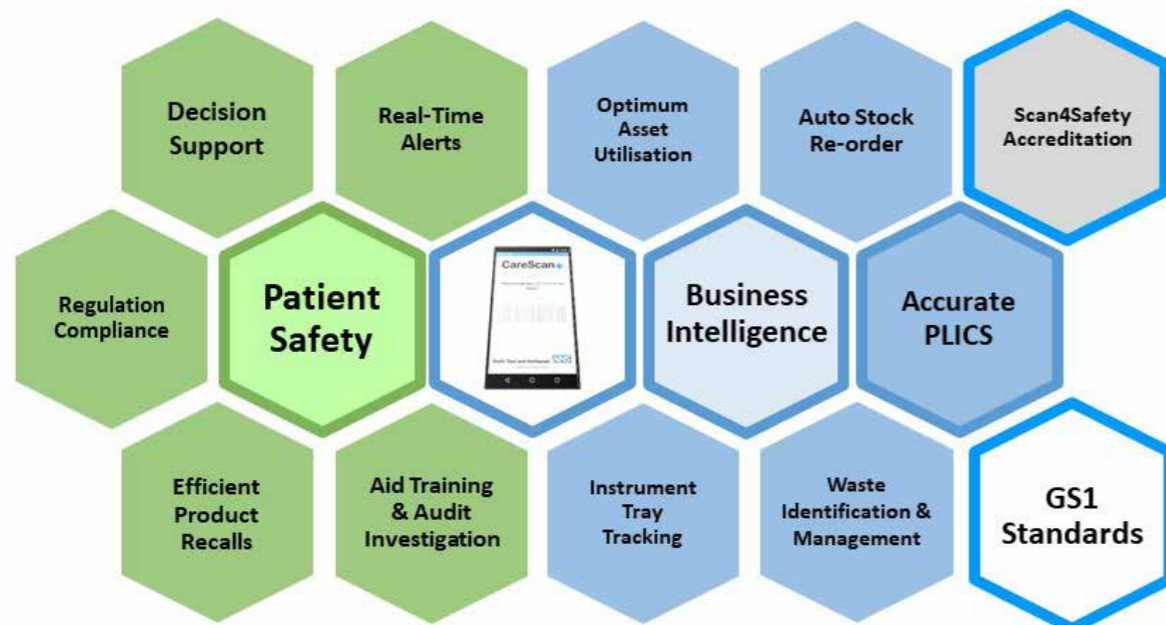 Decision
Support
Real-Time
Alerts
Optimum
Asset
Utilisation
Auto Stock
Re-order
Scan4Safety
Accreditation
Regulation
Compliance
Patient
Safety
CareScan+
NHS
Business
Intelligence
Accurate
PLICS
Efficient
Product
Recalls
Aid Training
& Audit
Investigation
Instrument
Tray
Tracking
Waste
Identification &
Management
GS1
Standards